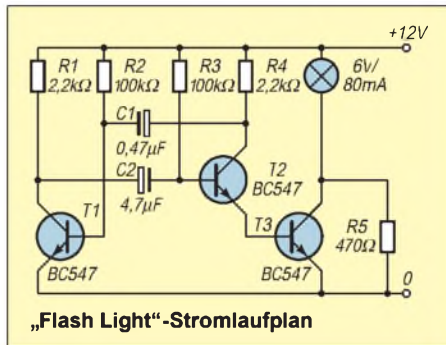 +12V
R1
2,2kΩ
R2
100kΩ
R3
100kΩ
R4
2,2kΩ
6V/
80mA
C1
0,47µF
C2
4,7µF
T1
BC547
T2
BC547
T3
BC547
R5
470Ω
0
„Flash Light“-Stromlaufplan